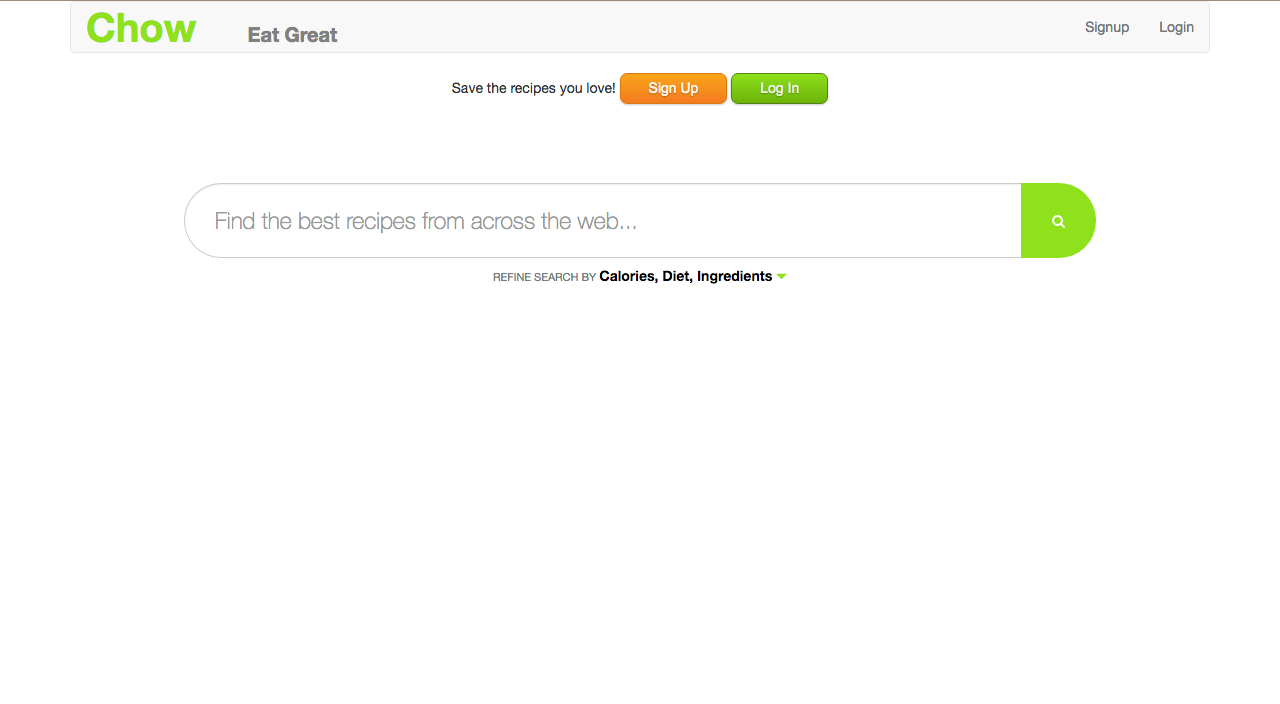 Chow Eat Great Signup Login
Save the recipes you love! Sign Up Log In
Find the best recipes from across the web...
REFINE SEARCH BY Calories, Diet, Ingredients